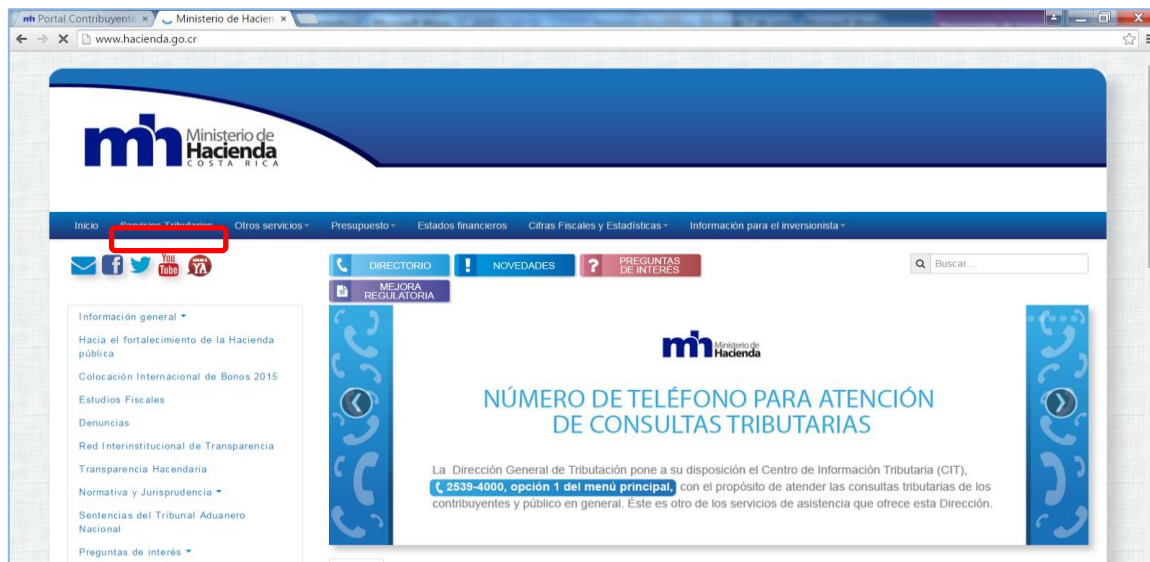 Portal Contribuyente
Ministerio de Hacien
www.hacienda.go.cr
mh Ministerio de
Hacienda
COSTA RICA
Inicio Servicios Tributarios Otros servicios Presupuesto Estados financieros Cifras Fiscales y Estadísticas Información para el inversionista
You
Tube
YA
DIRECTORIO
! NOVEDADES
? PREGUNTAS
DE INTERÉS
Buscar...
MEJORA
REGULATORIA
Información general
Hacia el fortalecimiento de la Hacienda
pública
Colocación Internacional de Bonos 2015
Estudios Fiscales
Denuncias
Red Interinstitucional de Transparencia
Transparencia Hacendaria
Normativa y Jurisprudencia
Sentencias del Tribunal Aduanero
Nacional
Preguntas de interés
mh Ministerio de
Hacienda
NÚMERO DE TELÉFONO PARA ATENCIÓN
DE CONSULTAS TRIBUTARIAS
La Dirección General de Tributación pone a su disposición el Centro de Información Tributaria (CIT),
2539-4000, opción 1 del menú principal, con el propósito de atender las consultas tributarias de los
contribuyentes y público en general. Éste es otro de los servicios de asistencia que ofrece esta Dirección.